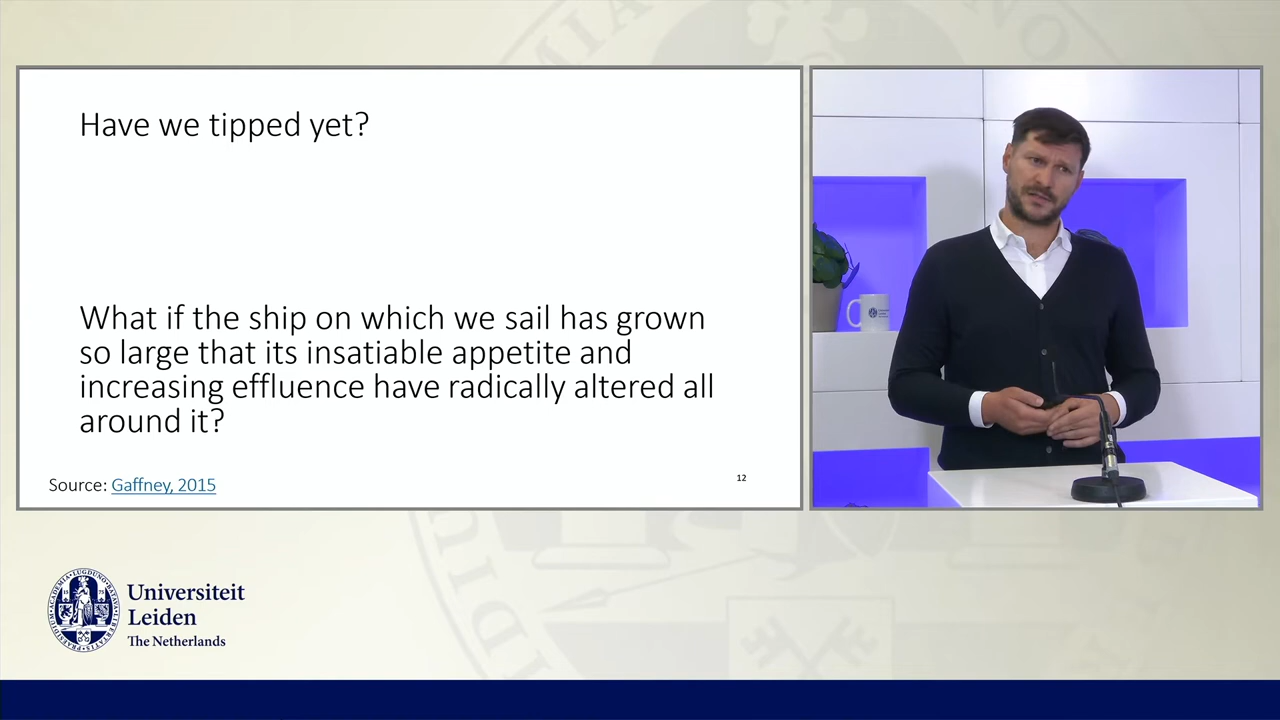 Have we tipped yet?
What if the ship on which we sail has grown
so large that its insatiable appetite and
increasing effluence have radically altered all
around it?
Source: Gaffney, 2015
12
Universiteit
Leiden
The Netherlands